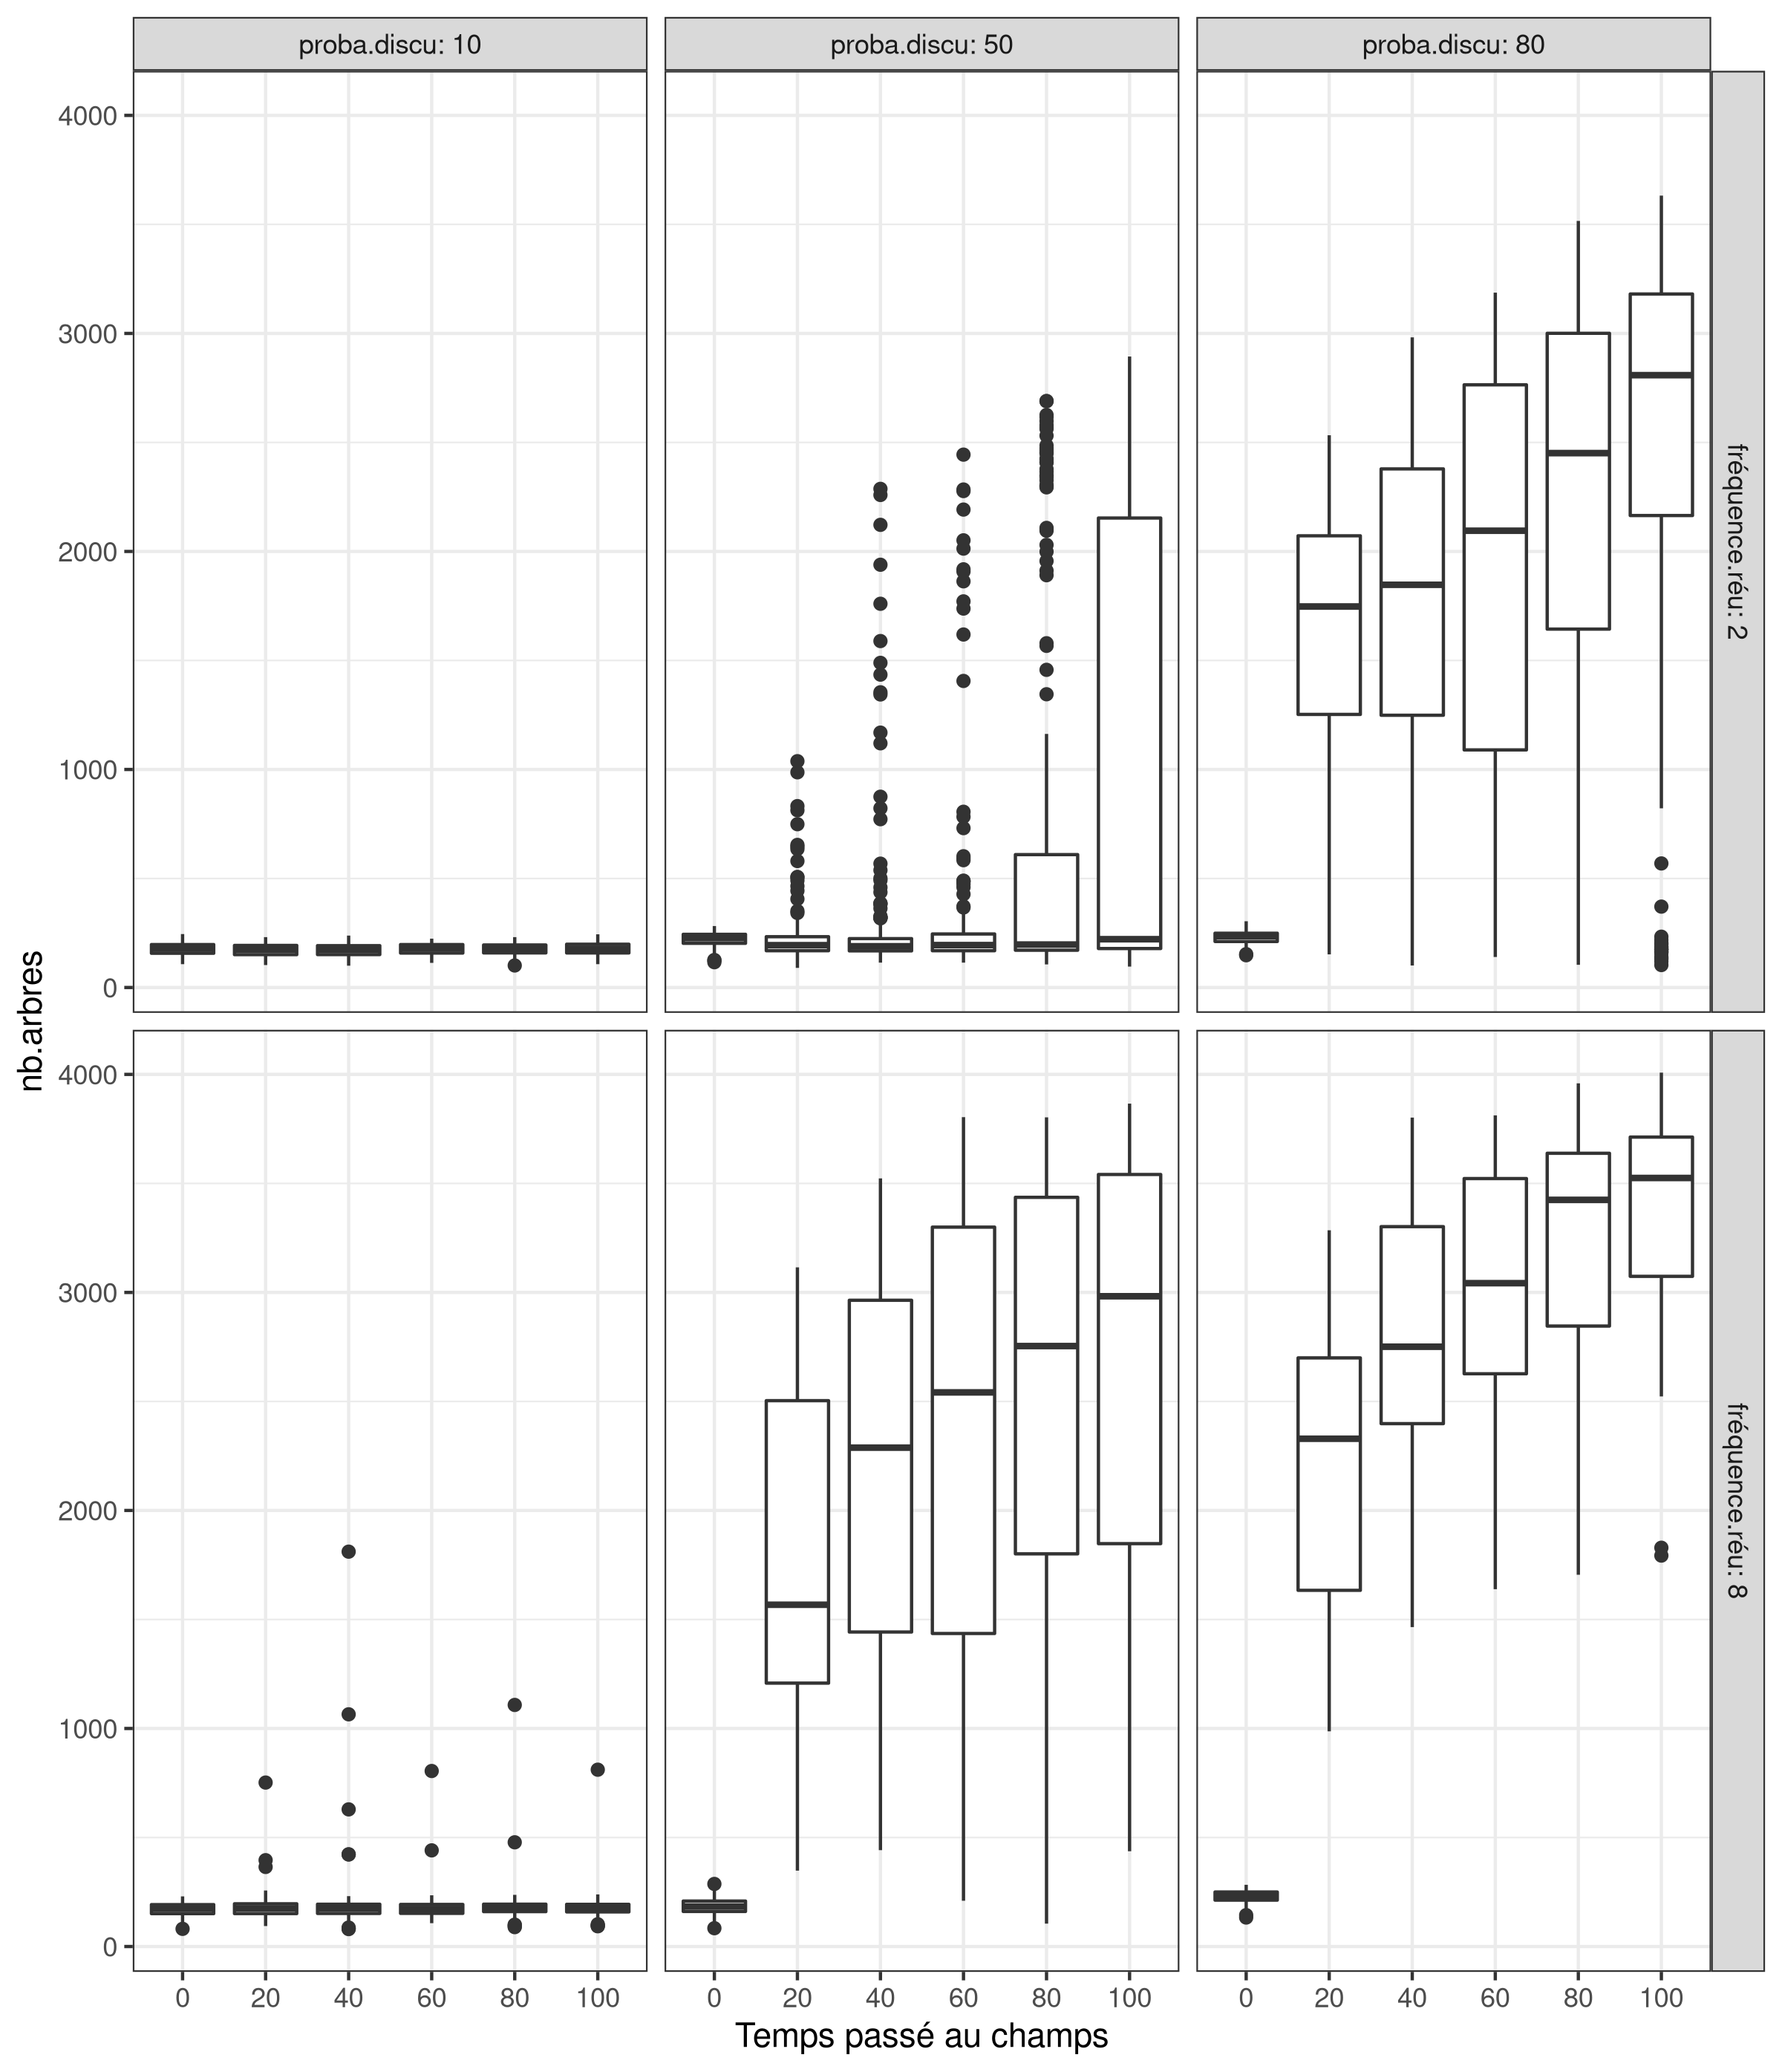 proba.discu: 10
proba.discu: 50
proba.discu: 80
4000
3000
2000
1000
0
fréquence.réu: 2
nb.arbres
4000
3000
2000
1000
0
fréquence.réu: 8
0 20 40 60 80 100
0 20 40 60 80 100
0 20 40 60 80 100
Temps passé au champs